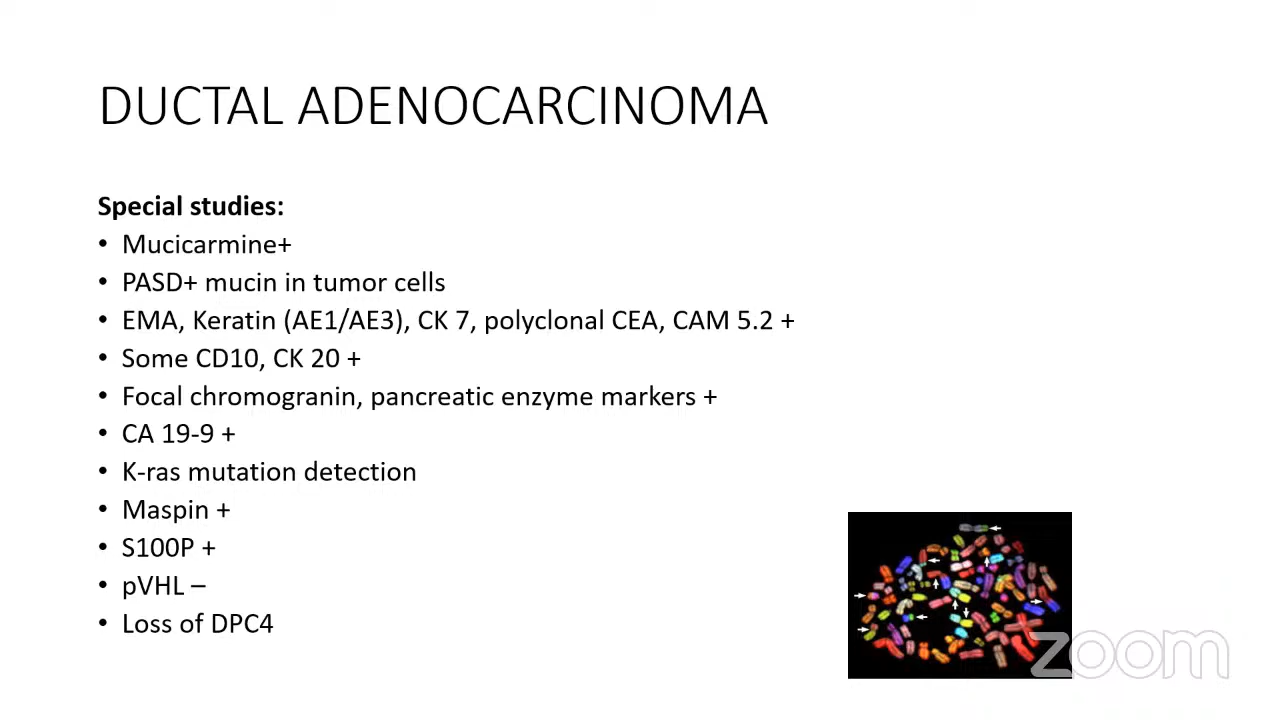 DUCTAL ADENOCARCINOMA
Special studies:
• Mucicarmine+
• PASD+ mucin in tumor cells
• EMA, Keratin (AE1/AE3), CK 7, polyclonal CEA, CAM 5.2 +
• Some CD10, CK 20 +
• Focal chromogranin, pancreatic enzyme markers +
• CA 19-9 +
• K-ras mutation detection
• Maspin +
• S100P +
• pVHL –
• Loss of DPC4
zoom